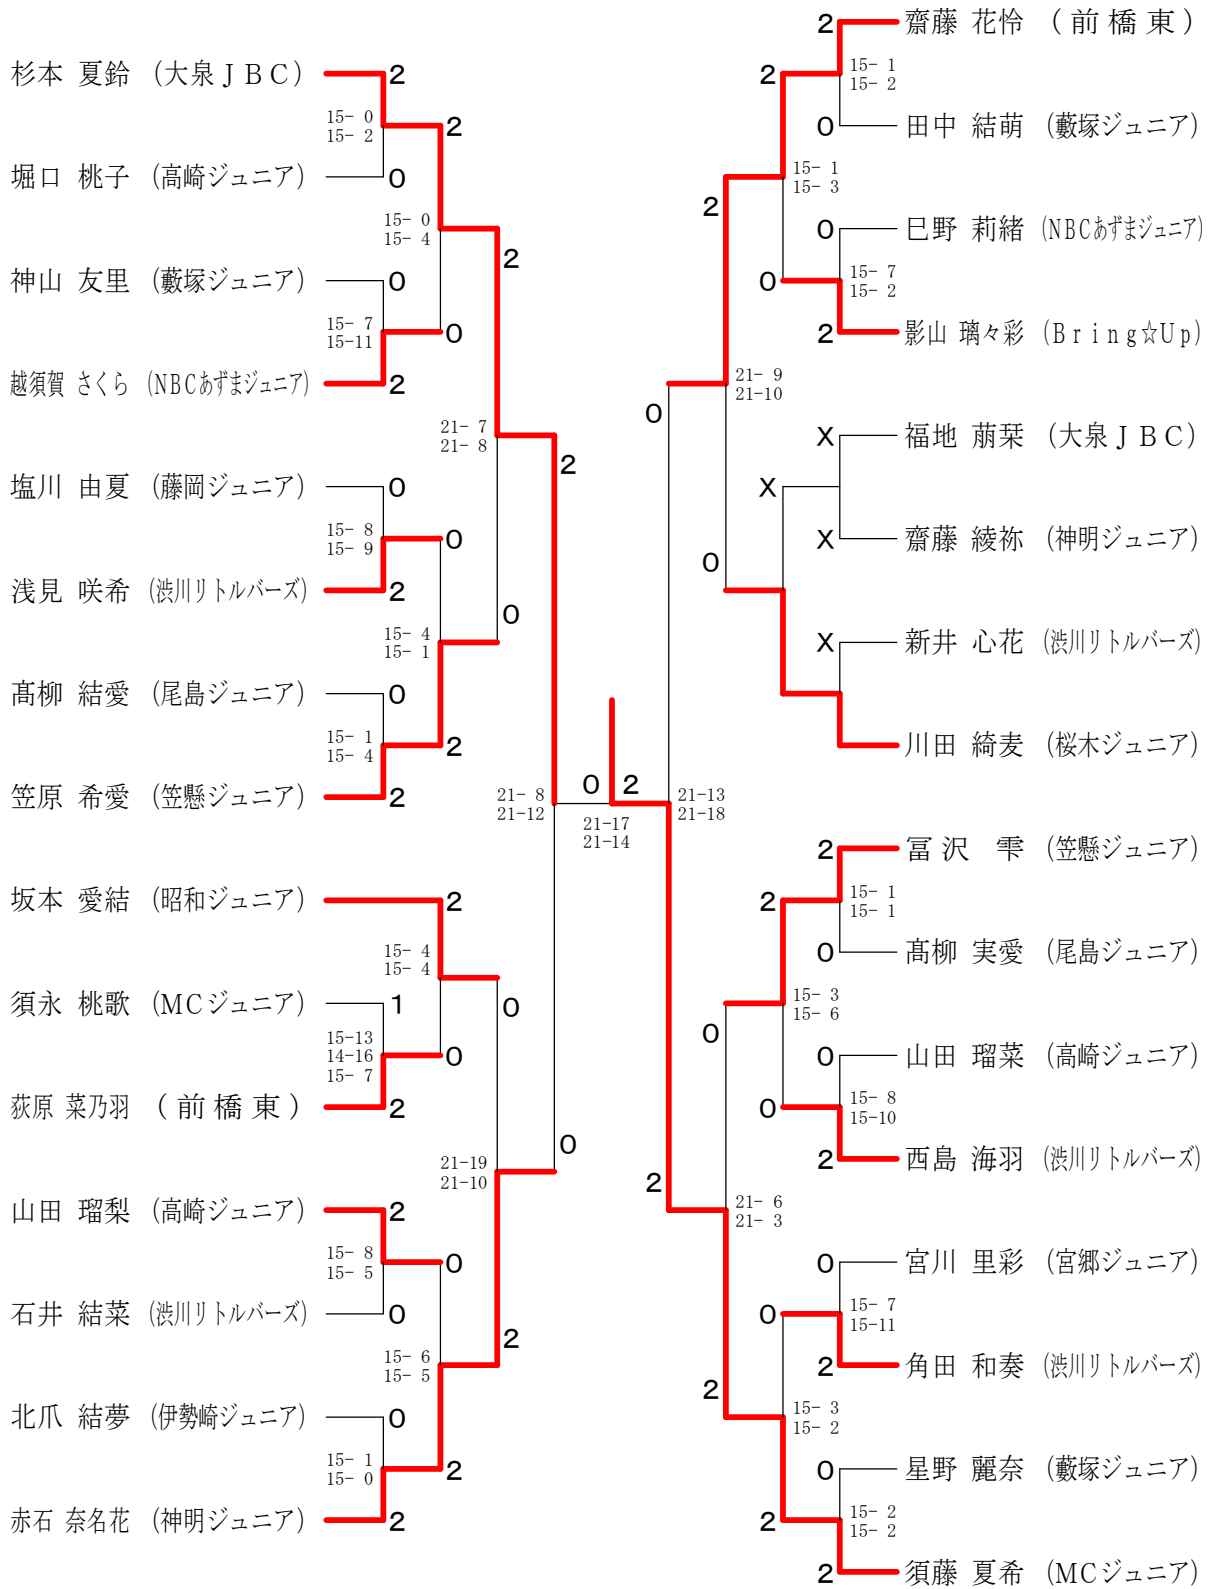 杉本 夏鈴 (大泉ＪＢＣ) 2
15- 0
15- 2
2
堀口 桃子 (高崎ジュニア) 0
15- 0
15- 4
2
神山 友里 (藪塚ジュニア) 0
15- 7
15-11
0
越須賀 さくら (NBCあずまジュニア) 2
21- 7
21- 8
2
塩川 由夏 (藤岡ジュニア) 0
15- 8
15- 9
0
浅見 咲希 (渋川リトルバーズ) 2
15- 4
15- 1
0
髙柳 結愛 (尾島ジュニア) 0
15- 1
15- 4
2
笠原 希愛 (笠懸ジュニア) 2
21- 8
21-12
0
2
21-17
21-14
坂本 愛結 (昭和ジュニア) 2
15- 4
15- 4
0
須永 桃歌 (MCジュニア) 1
15-13
14-16
15- 7
0
荻原 菜乃羽 (前橋東) 2
21-19
21-10
0
山田 瑠梨 (高崎ジュニア) 2
15- 8
15- 5
0
石井 結菜 (渋川リトルバーズ) 0
15- 6
15- 5
2
北爪 結夢 (伊勢崎ジュニア) 0
15- 1
15- 0
2
赤石 奈名花 (神明ジュニア) 2
2 齋藤 花怜 (前橋東)
2
15- 1
15- 2
0 田中 結萌 (藪塚ジュニア)
2
15- 1
15- 3
0 巳野 莉緒 (NBCあずまジュニア)
0
15- 7
15- 2
2 影山 璃々彩 (Bring☆Up)
0
21- 9
21-10
X 福地 萠栞 (大泉ＪＢＣ)
X
X 齋藤 綾祢 (神明ジュニア)
0
X 新井 心花 (渋川リトルバーズ)
川田 綺麦 (桜木ジュニア)
21-13
21-18
2 冨沢 雫 (笠懸ジュニア)
2
15- 1
15- 1
0 髙柳 実愛 (尾島ジュニア)
0
15- 3
15- 6
0 山田 瑠菜 (高崎ジュニア)
0
15- 8
15-10
2 西島 海羽 (渋川リトルバーズ)
2
21- 6
21- 3
0 宮川 里彩 (宮郷ジュニア)
0
15- 7
15-11
2 角田 和奏 (渋川リトルバーズ)
2
15- 3
15- 2
0 星野 麗奈 (藪塚ジュニア)
2
15- 2
15- 2
2 須藤 夏希 (MCジュニア)